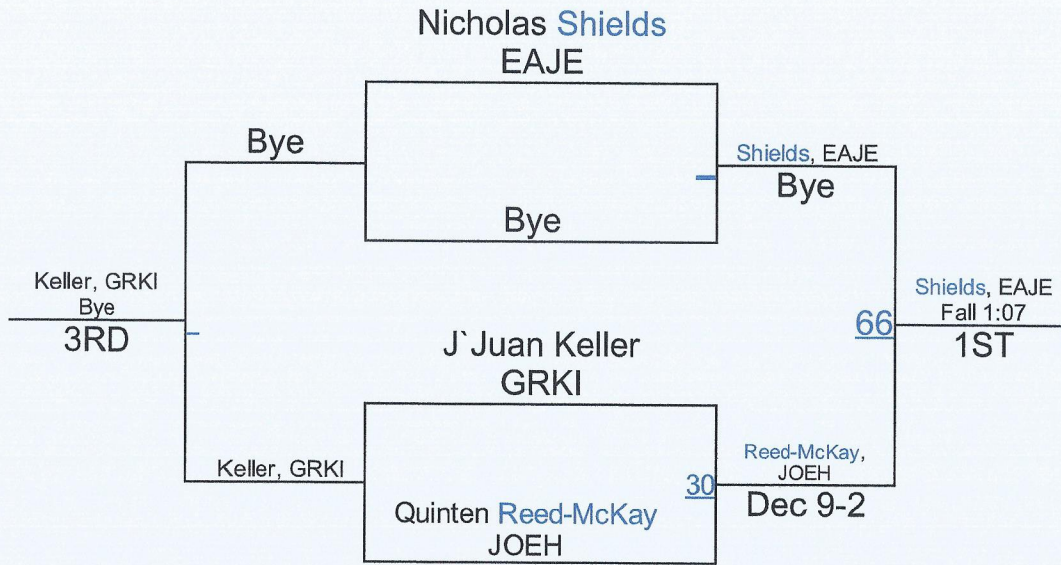 Nicholas Shields
EAJE
Bye
Shields, EAJE
Bye
Bye
Keller, GRKI
Bye
3RD
Shields, EAJE
Fall 1:07
1ST
66
J`Juan Keller
GRKI
Keller, GRKI
Reed-McKay,
JOEH
Dec 9-2
30
Quinten Reed-McKay
JOEH